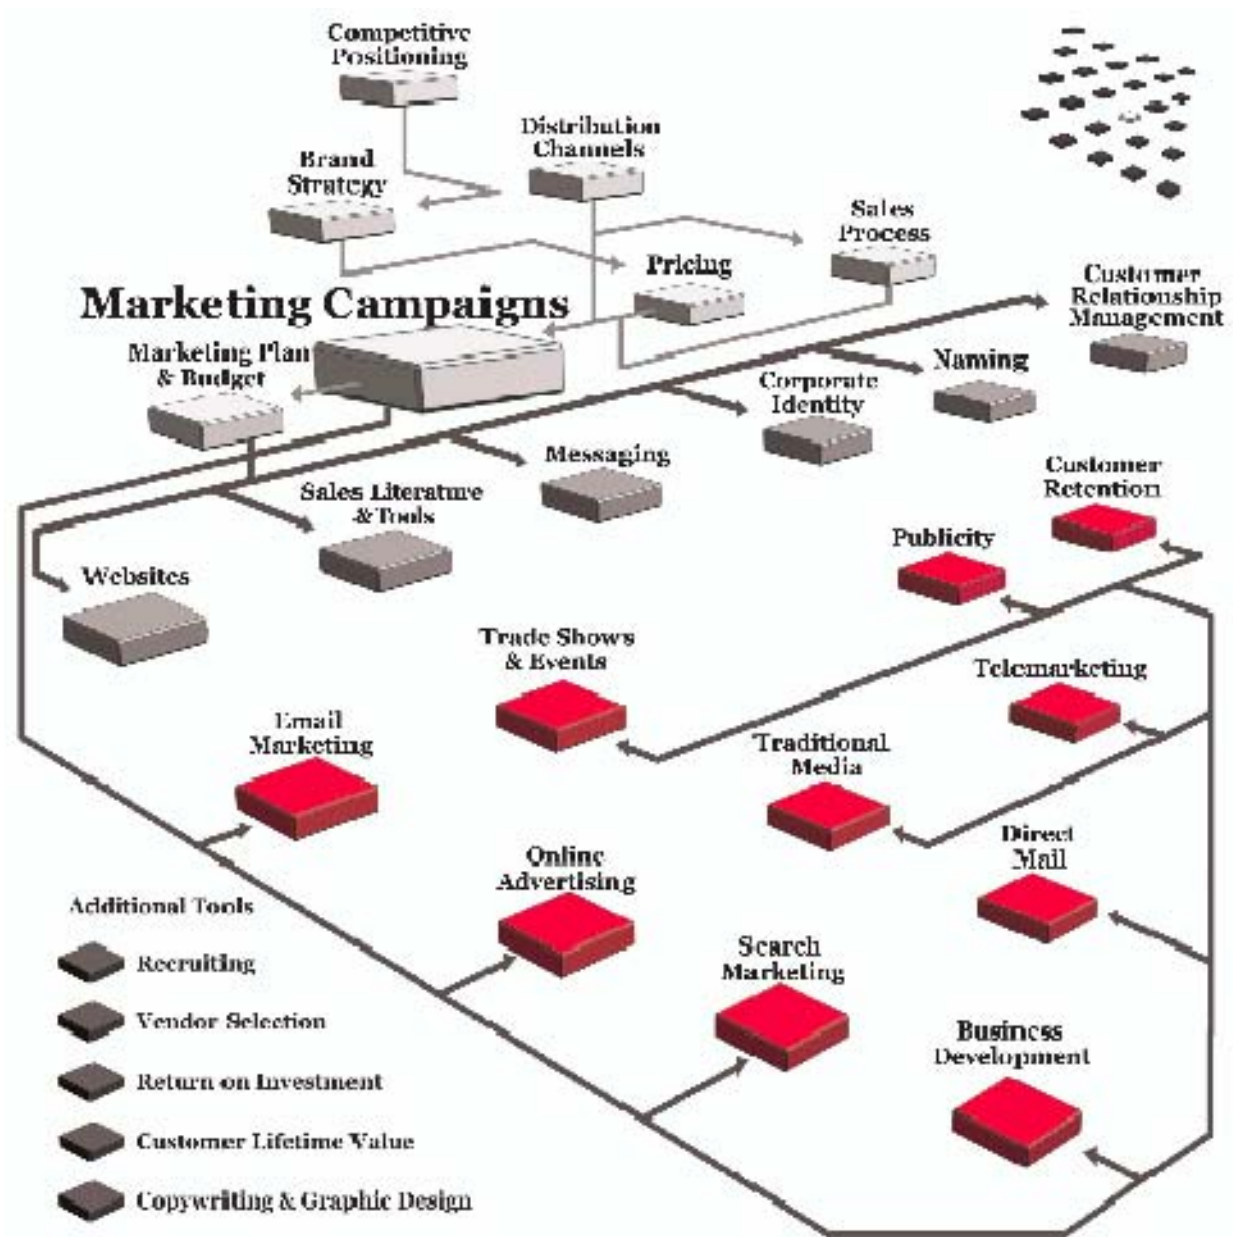 Competitive
Positioning
Distribution
Channels
Brand
Strategy
Sales
Process
Pricing
Customer
Relationship
Management
Marketing Campaigns
Marketing Plan
& Budget
Naming
Corporate
Identity
Messaging
Sales Literature
& Tools
Websites
Customer
Retention
Publicity
Trade Shows
& Events
Telemarketing
Email
Marketing
Traditional
Media
Direct
Mail
Online
Advertising
Search
Marketing
Business
Development
Additional Tools
Recruiting
Vendor Selection
Return on Investment
Customer Lifetime Value
Copywriting & Graphic Design